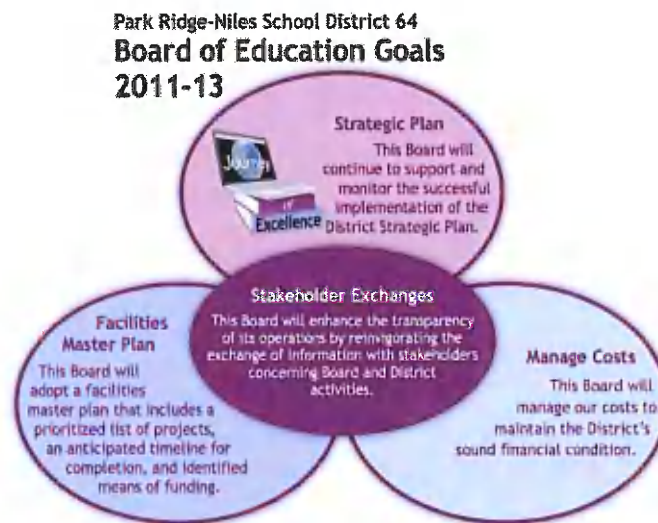 Park Ridge-Niles School District 64
Board of Education Goals
2011-13
Strategic Plan
This Board will
continue to support and
monitor the successful
implementation of the
District Strategic Plan.
Journey
of
Excellence
Stakeholder Exchanges
This Board will enhance the transparency
of its operations by reinvigorating the
exchange of information with stakeholders
concerning Board and District
activities.
Facilities
Master Plan
This Board will
adopt a facilities
master plan that includes a
prioritized list of projects,
an anticipated timeline for
completion, and identified
means of funding.
Manage Costs
This Board will
manage our costs to
maintain the District's
sound financial condition.